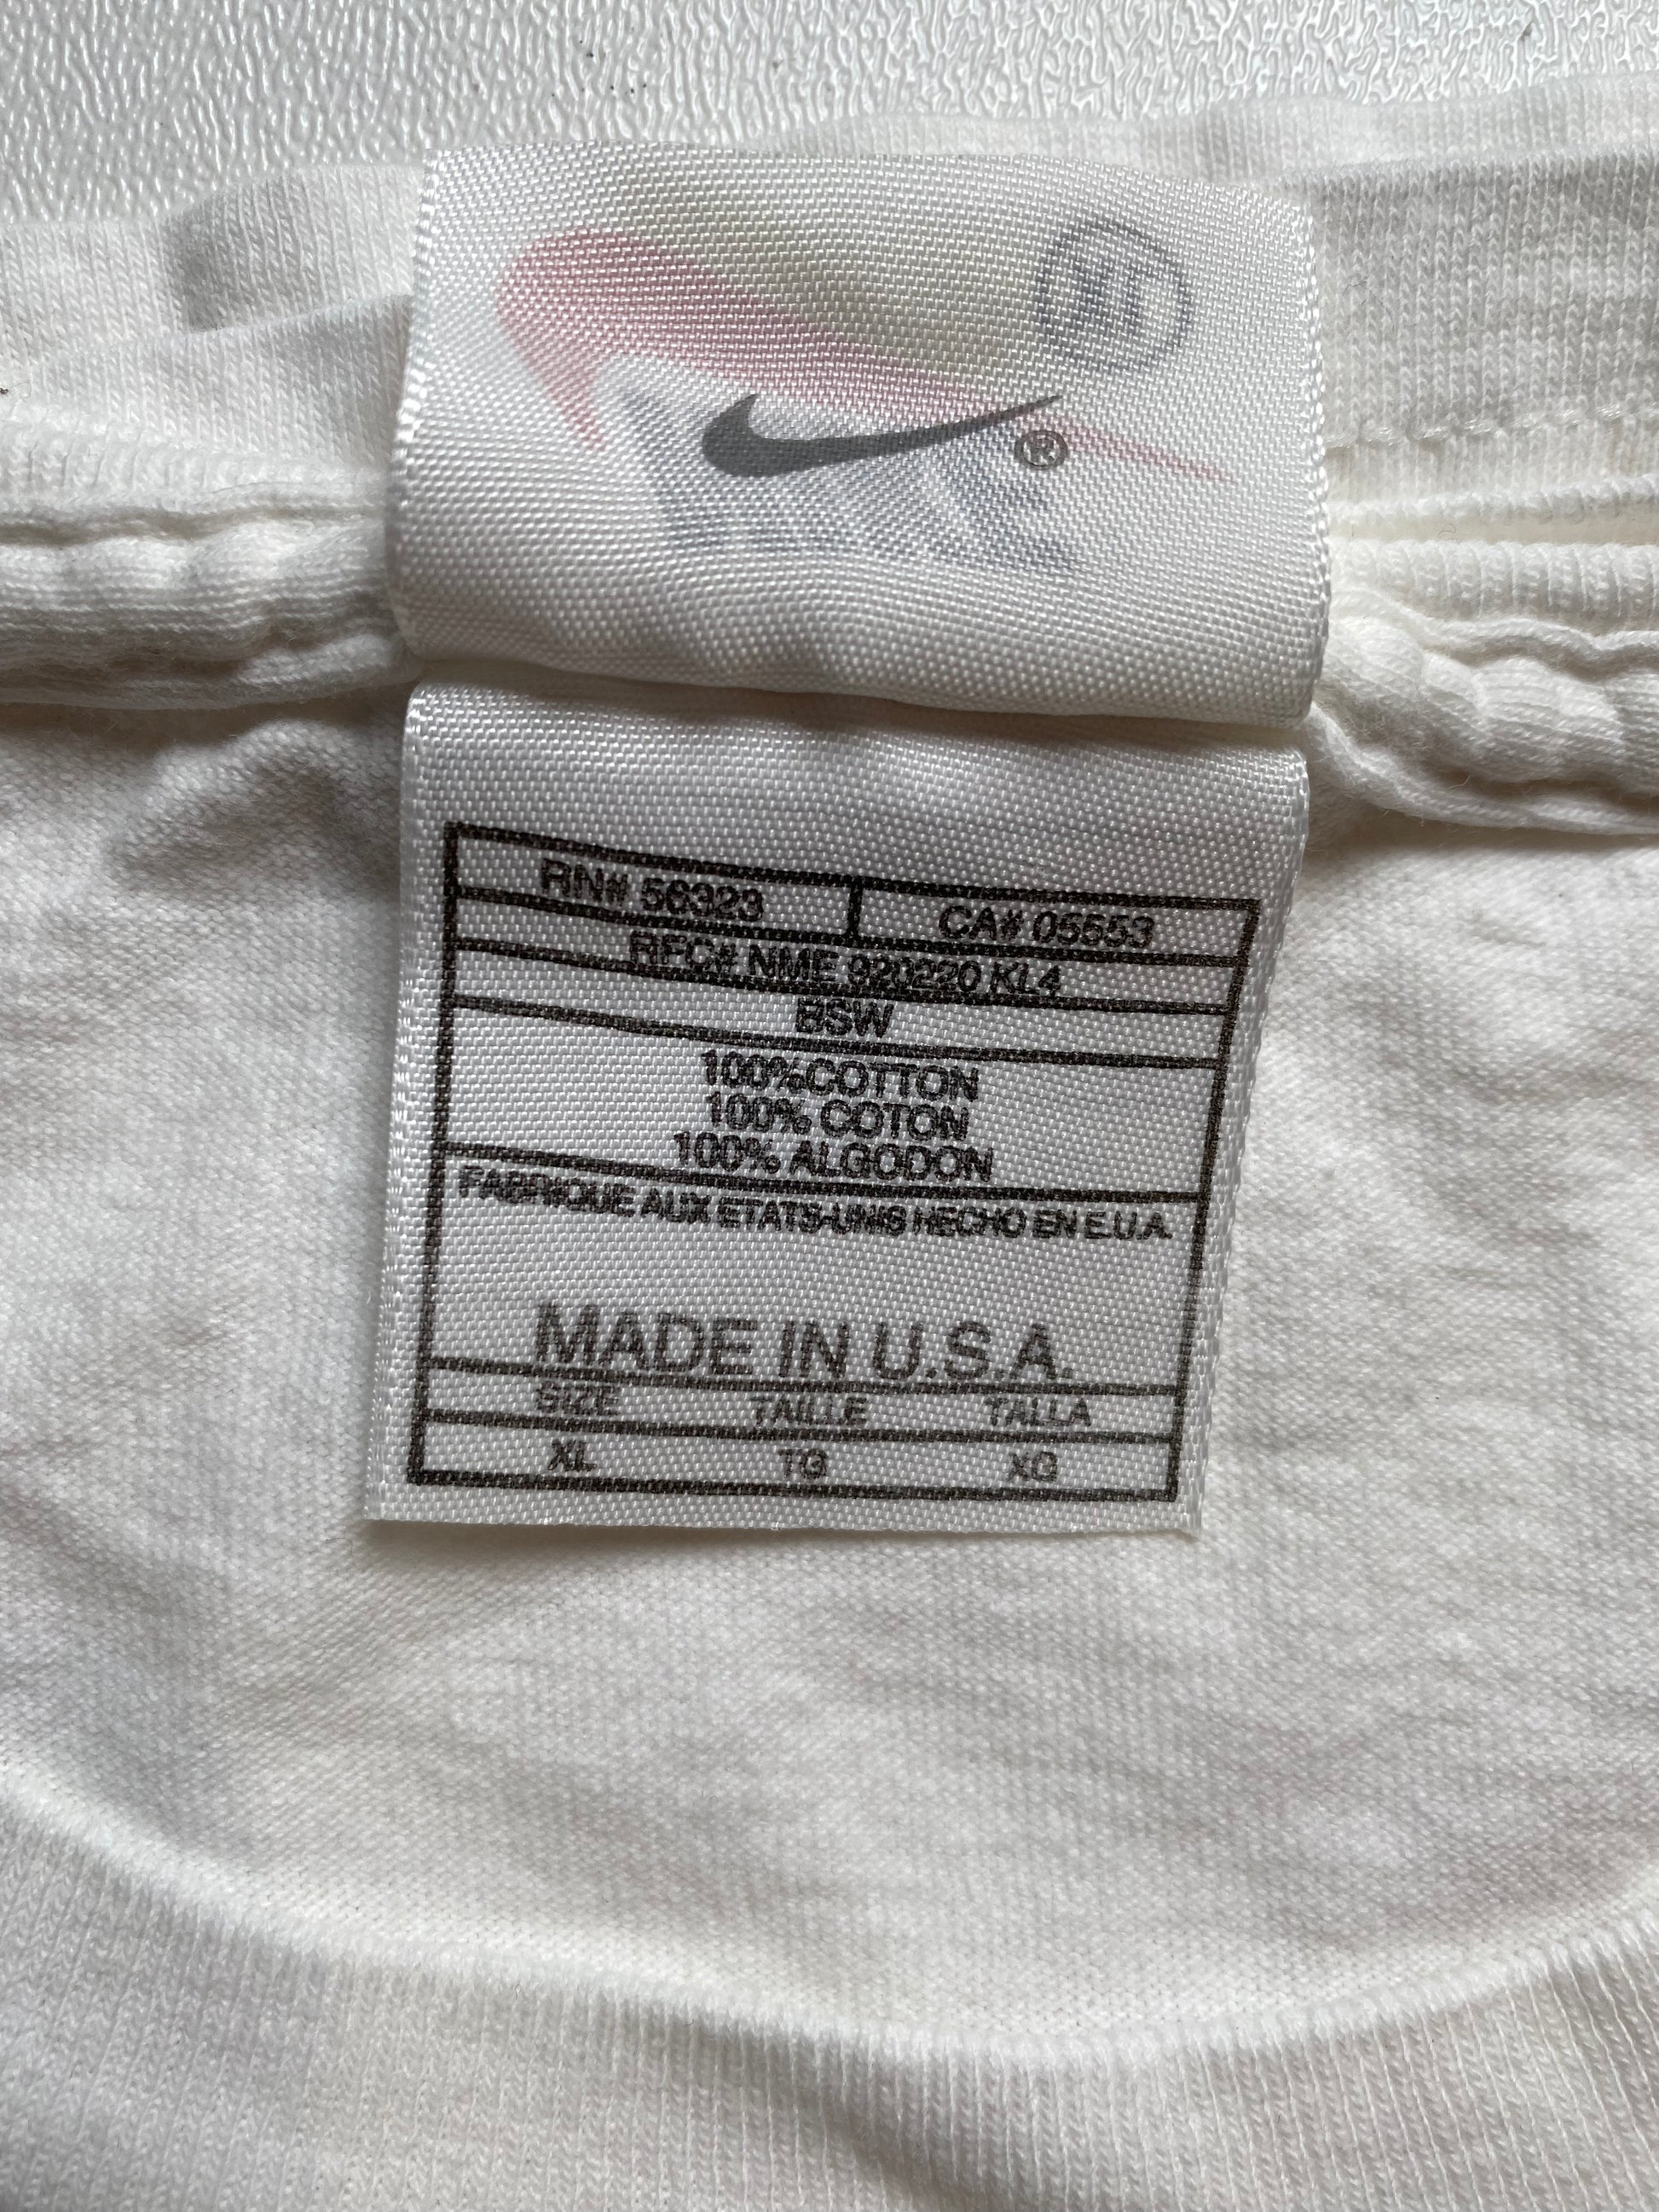 ®
RN# 56323 CA# 05553
RFC# NME 920220 KL4
BSW
100%COTTON
100% COTON
100% ALGODON
FABRIQUE AUX ETATS-UNIS HECHO EN E.U.A.
MADE IN U.S.A.
SIZE TAILLE TALLA
XL TG XG